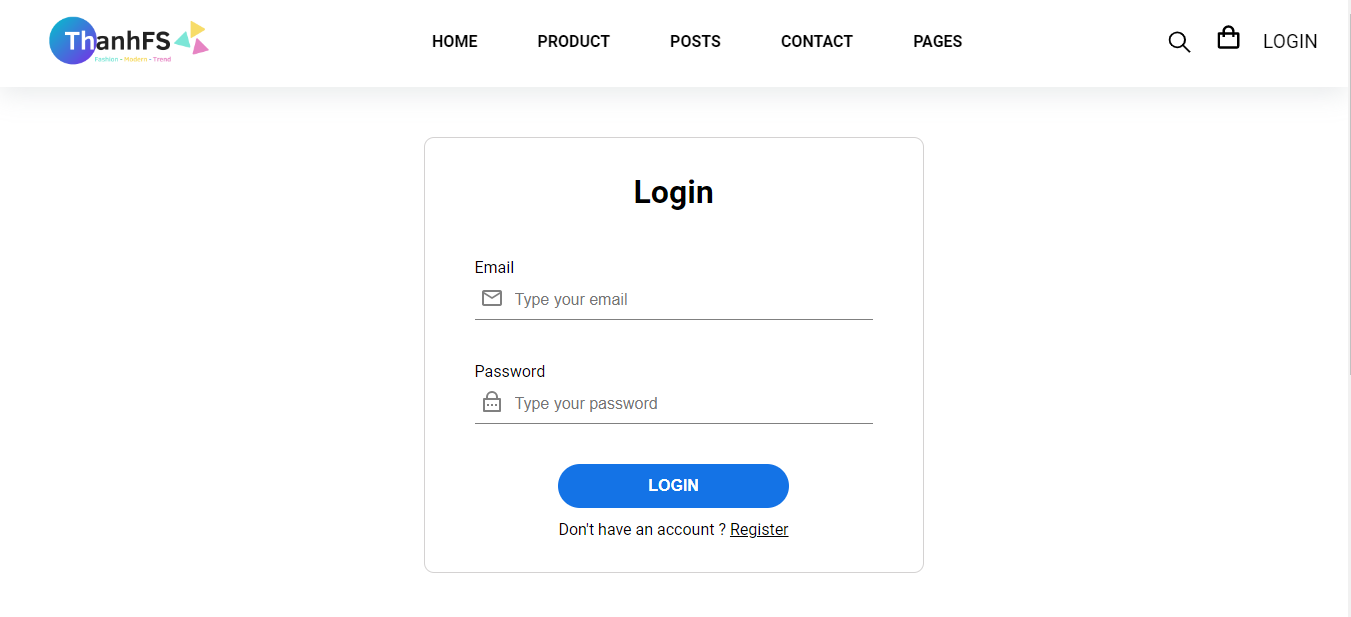 ThanhFS
Fashion - Modern - Trend
HOME PRODUCT POSTS CONTACT PAGES LOGIN
Login
Email
Type your email
Password
Type your password
LOGIN
Don't have an account ? Register